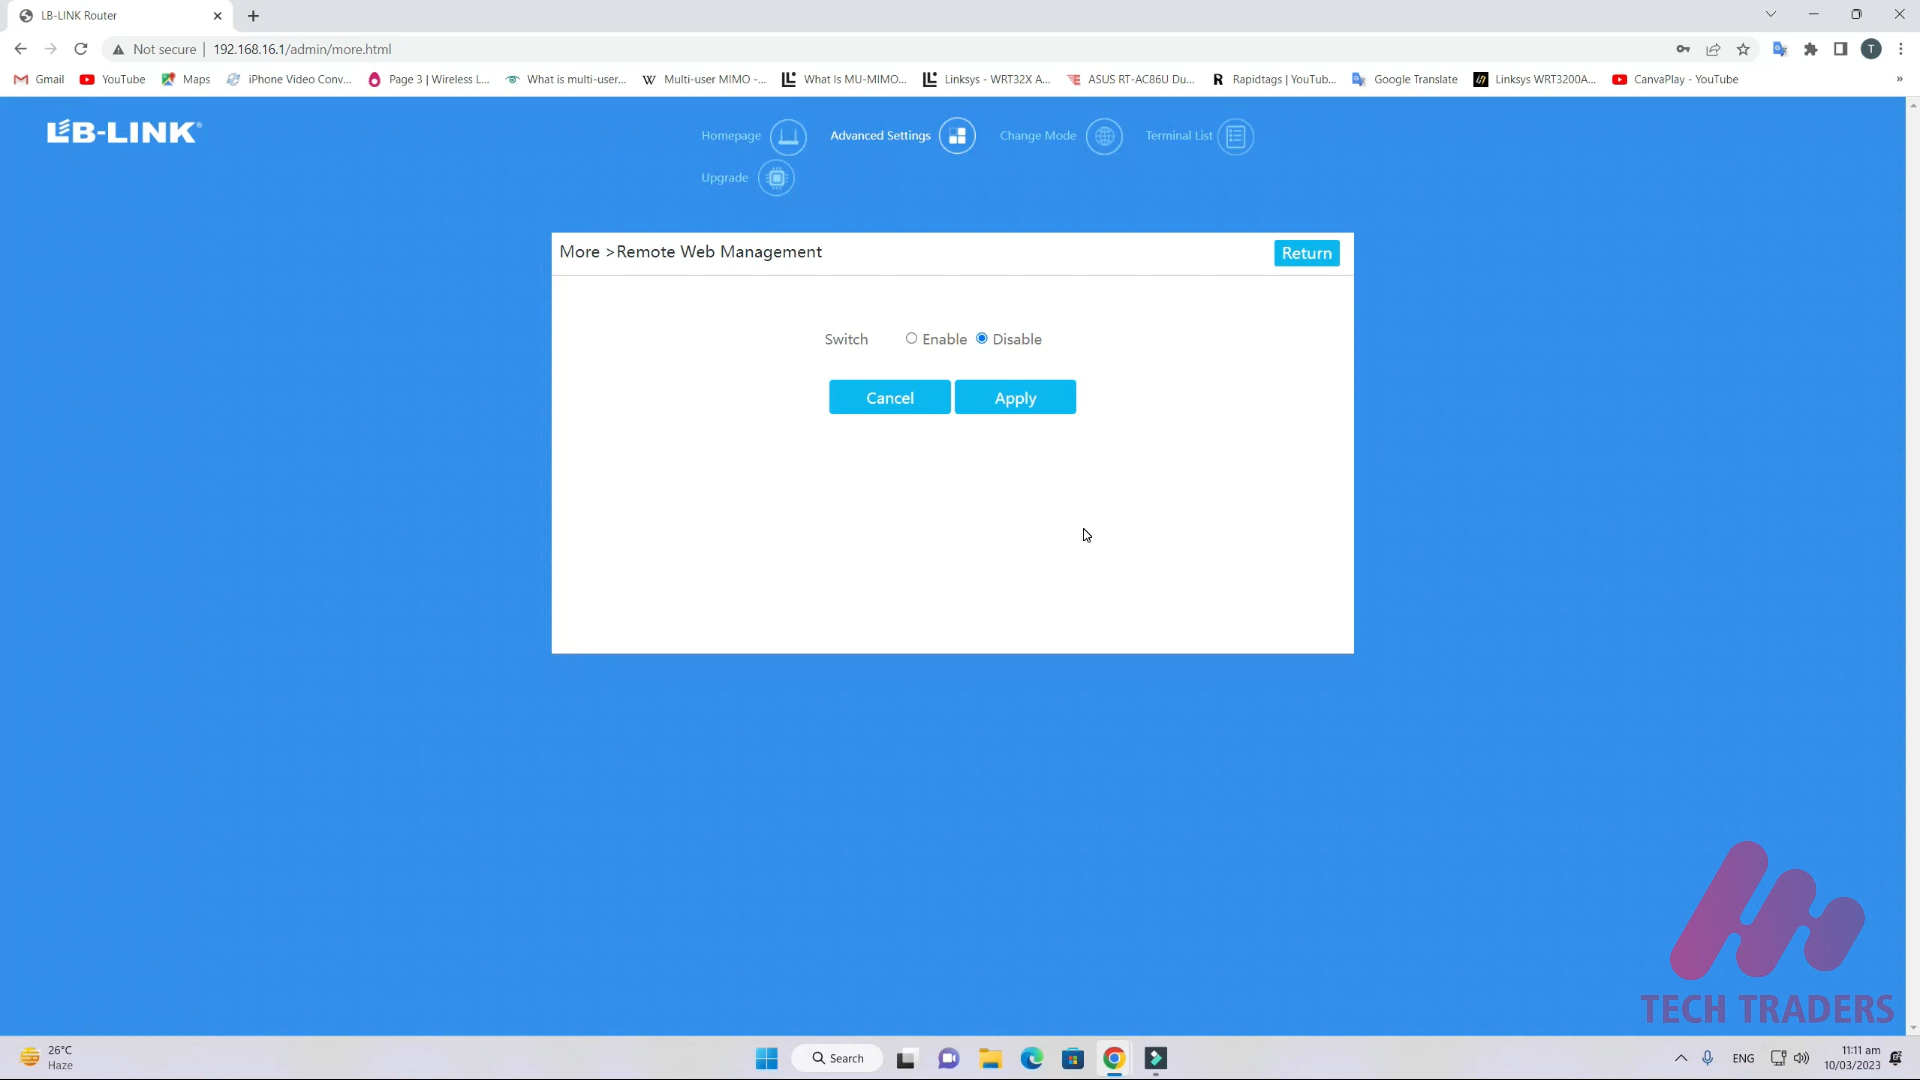 LB-LINK Router
Not secure
192.168.16.1/admin/more.html
T
Gmail
YouTube
Maps
iPhone Video Conv...
Page 3 | Wireless L...
What is multi-user...
W Multi-user MIMO -...
What Is MU-MIMO...
Linksys - WRT32X A...
ASUS RT-AC86U Du...
R Rapidtags | YouTub...
Google Translate
Linksys WRT3200A...
CanvaPlay - YouTube
»
LB-LINK®
Homepage
Advanced Settings
Change Mode
Terminal List
Upgrade
More >Remote Web Management
Return
Switch
Enable
Disable
Cancel
Apply
TECH TRADERS
26°C
Haze
Search
ENG
11:11 am
10/03/2023